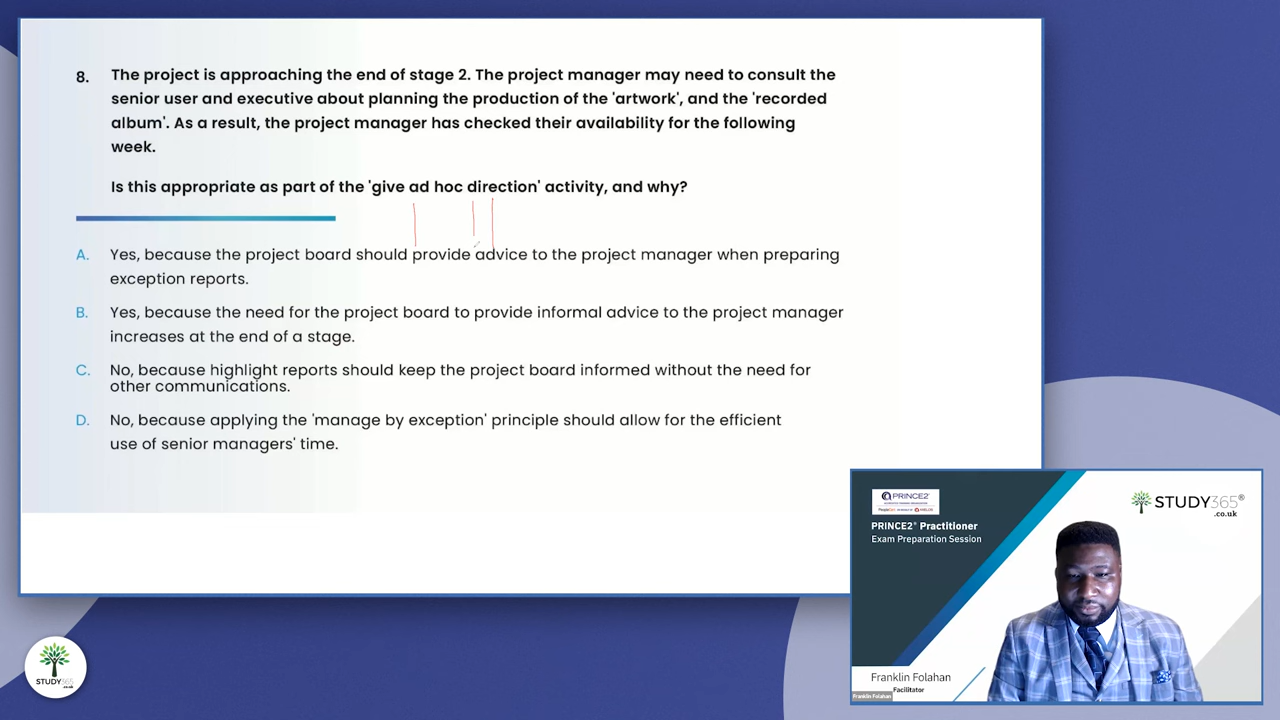 8. The project is approaching the end of stage 2. The project manager may need to consult the
senior user and executive about planning the production of the 'artwork', and the 'recorded
album'. As a result, the project manager has checked their availability for the following
week.
Is this appropriate as part of the 'give ad hoc direction' activity, and why?
A. Yes, because the project board should provide advice to the project manager when preparing
exception reports.
B. Yes, because the need for the project board to provide informal advice to the project manager
increases at the end of a stage.
C. No, because highlight reports should keep the project board informed without the need for
other communications.
D. No, because applying the 'manage by exception' principle should allow for the efficient
use of senior managers' time.
PRINCE2®
PRINCE2® Practitioner
Exam Preparation Session
STUDY365®
.co.uk
Franklin Folahan
Facilitator
Franklin Folahan
STUDY365
.co.uk